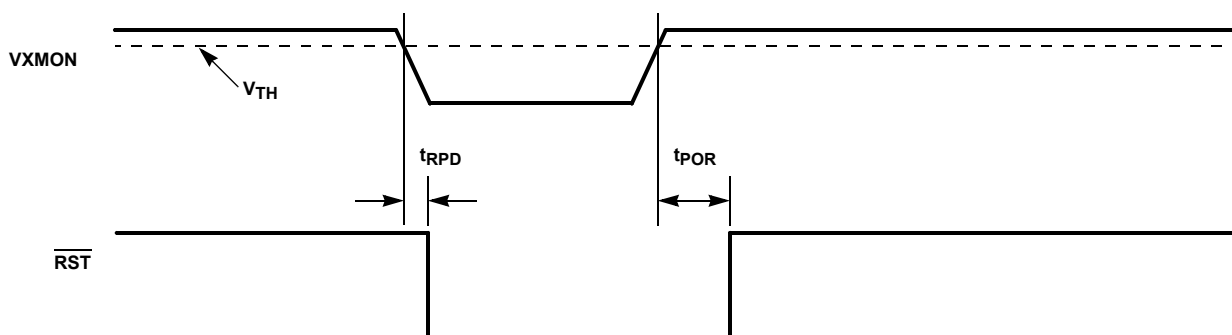 VXMON
VTH
tRPD
tPOR
RST